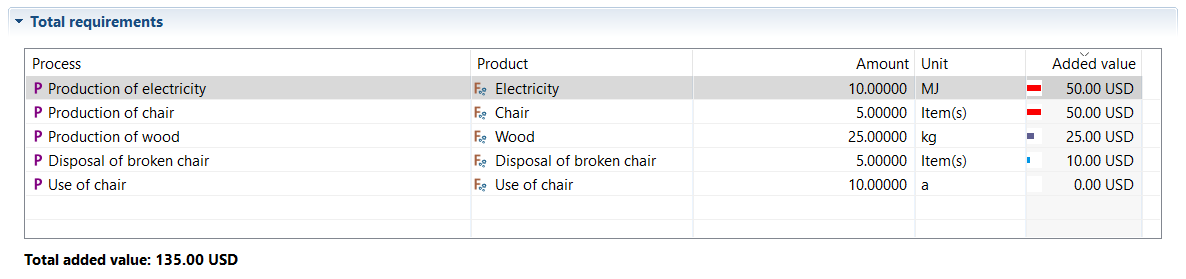 Total requirements
Process Product Amount Unit Added value
P Production of electricity Electricity 10.00000 MJ 50.00 USD
P Production of chair Chair 5.00000 Item(s) 50.00 USD
P Production of wood Wood 25.00000 kg 25.00 USD
P Disposal of broken chair Disposal of broken chair 5.00000 Item(s) 10.00 USD
P Use of chair Use of chair 10.00000 a 0.00 USD
Total added value: 135.00 USD